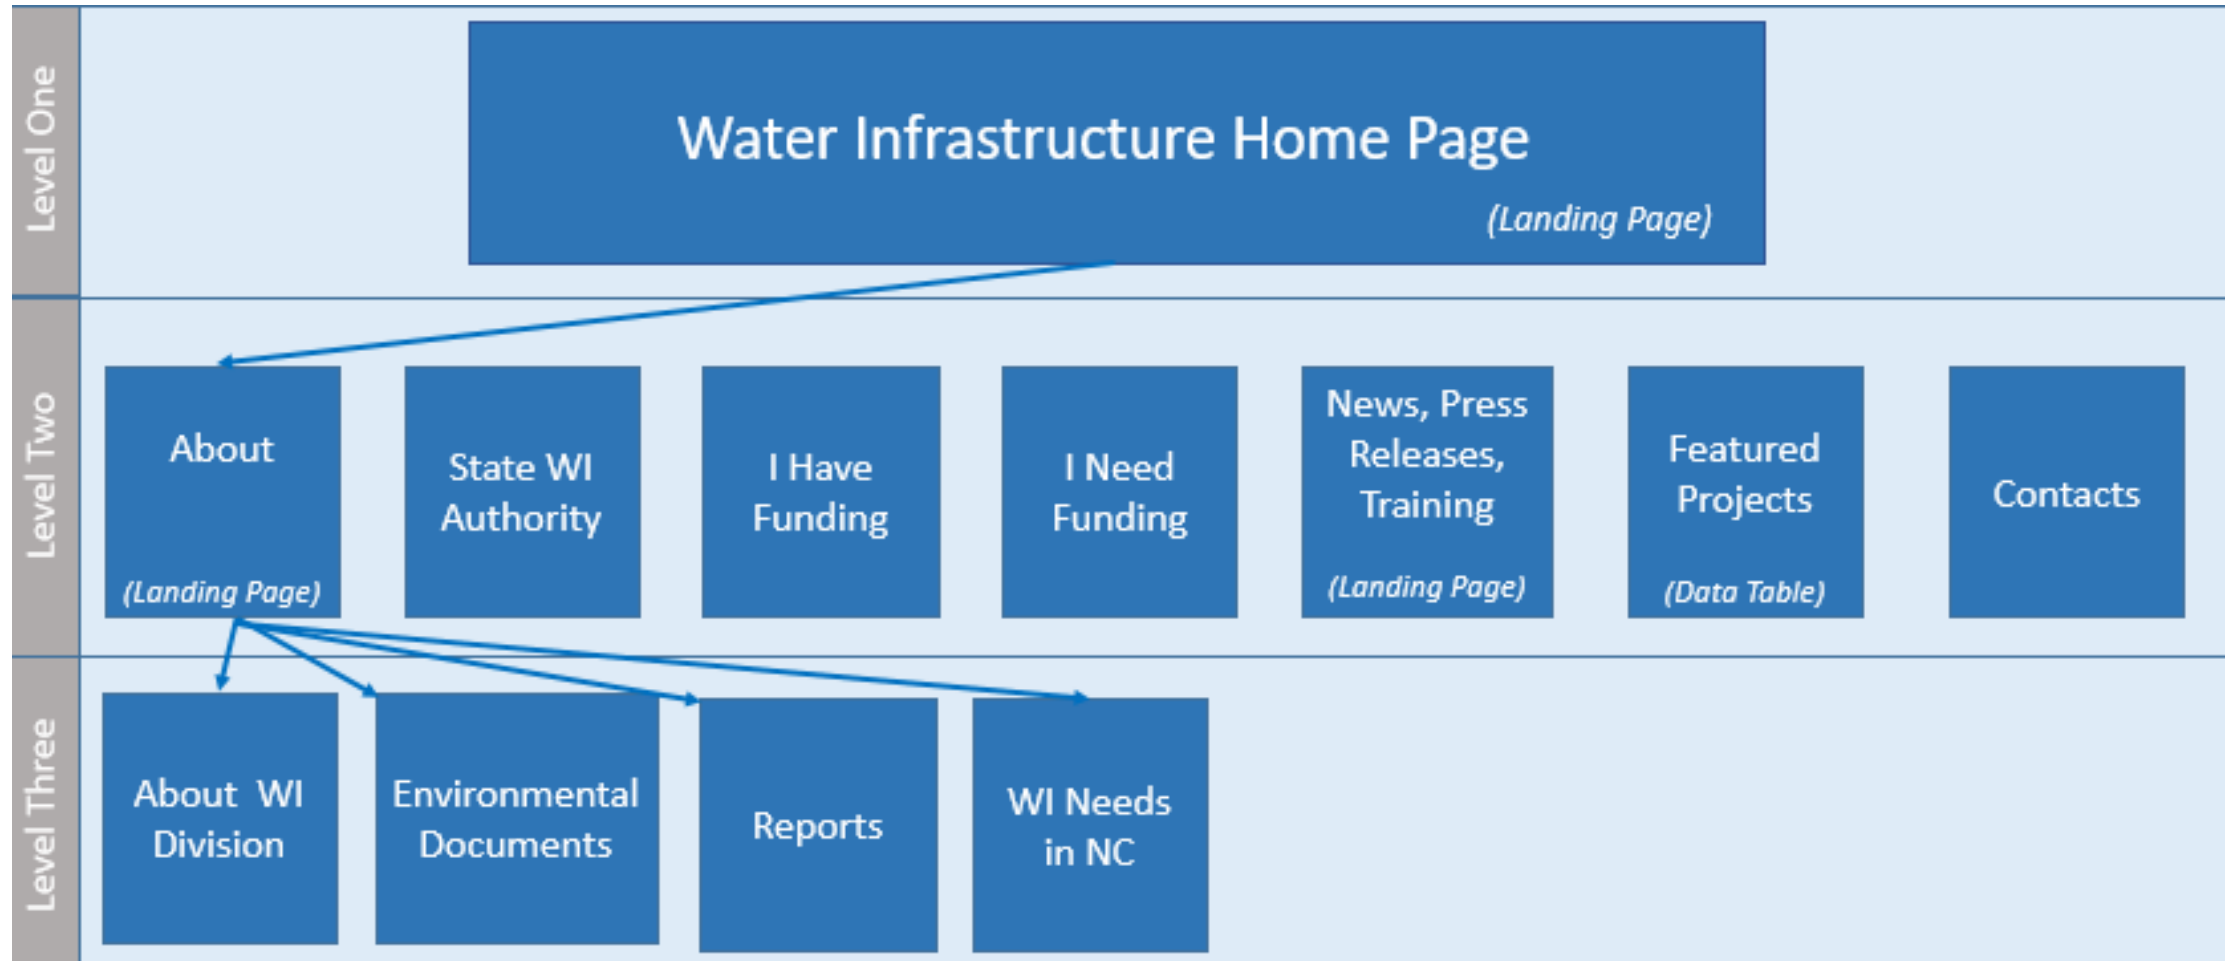 Level One
Water Infrastructure Home Page
(Landing Page)
Level Two
About
(Landing Page)
State WI
Authority
I Have
Funding
I Need
Funding
News, Press
Releases,
Training
(Landing Page)
Featured
Projects
(Data Table)
Contacts
Level Three
About WI
Division
Environmental
Documents
Reports
WI Needs
in NC